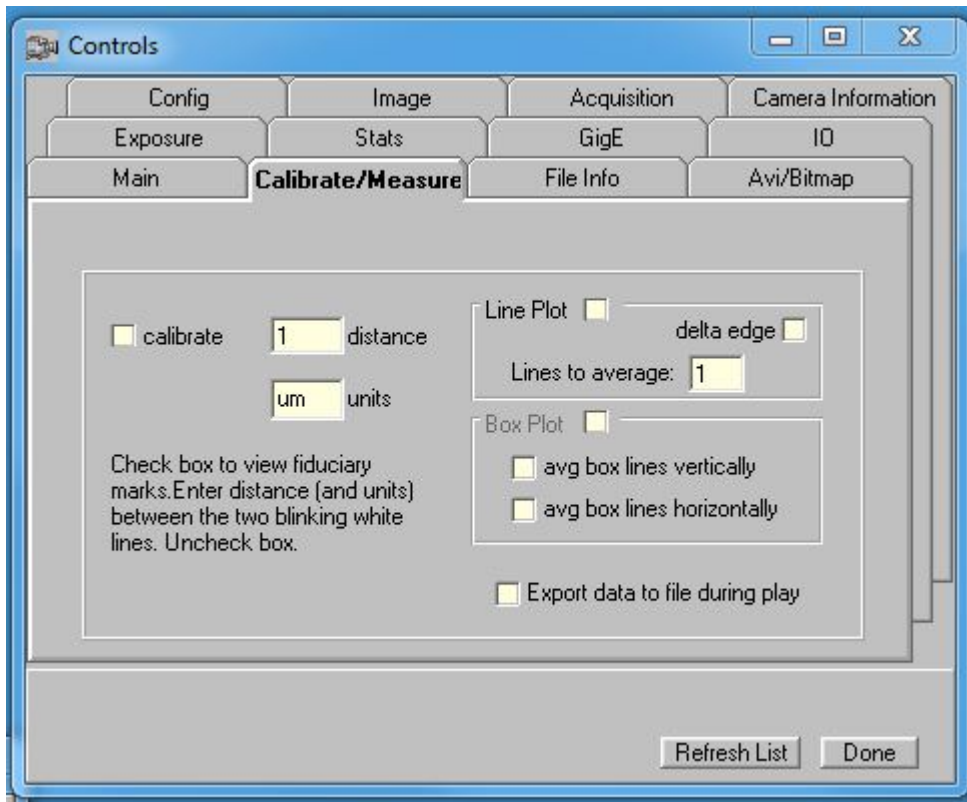 Controls
Config Image Acquisition Camera Information
Exposure Stats GigE IO
Main Calibrate/Measure File Info Avi/Bitmap
calibrate 1 distance
um units
Check box to view fiduciary
marks.Enter distance (and units)
between the two blinking white
lines. Uncheck box.
Line Plot
delta edge
Lines to average: 1
Box Plot
avg box lines vertically
avg box lines horizontally
Export data to file during play
Refresh List Done